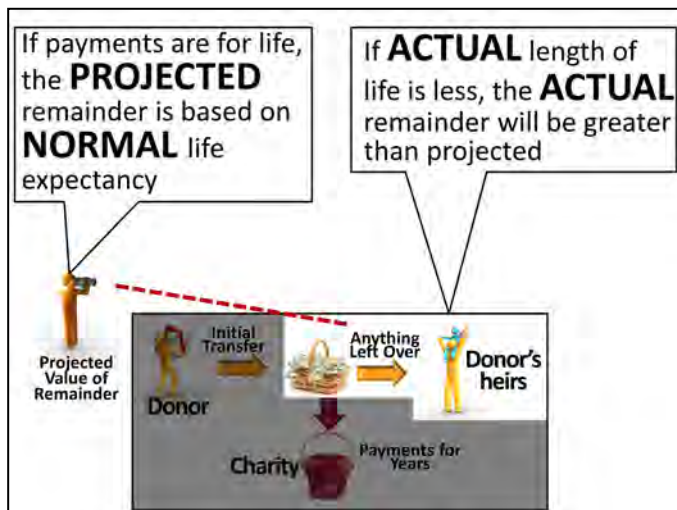 If payments are for life,
the PROJECTED
remainder is based on
NORMAL life
expectancy
If ACTUAL length of
life is less, the ACTUAL
remainder will be greater
than projected
Projected
Value of
Remainder
Initial
Transfer
Donor
Anything
Left Over
Donor's
heirs
Charity
Payments for
Years